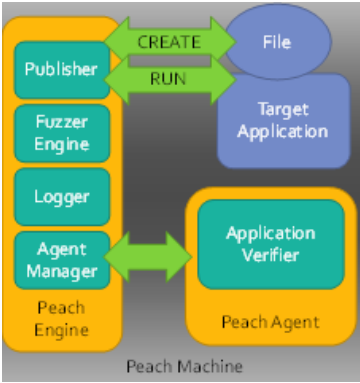 CREATE
File
Publisher
RUN
Target
Application
Fuzzer
Engine
Logger
Application
Verifier
Agent
Manager
Peach
Engine
Peach Agent
Peach Machine